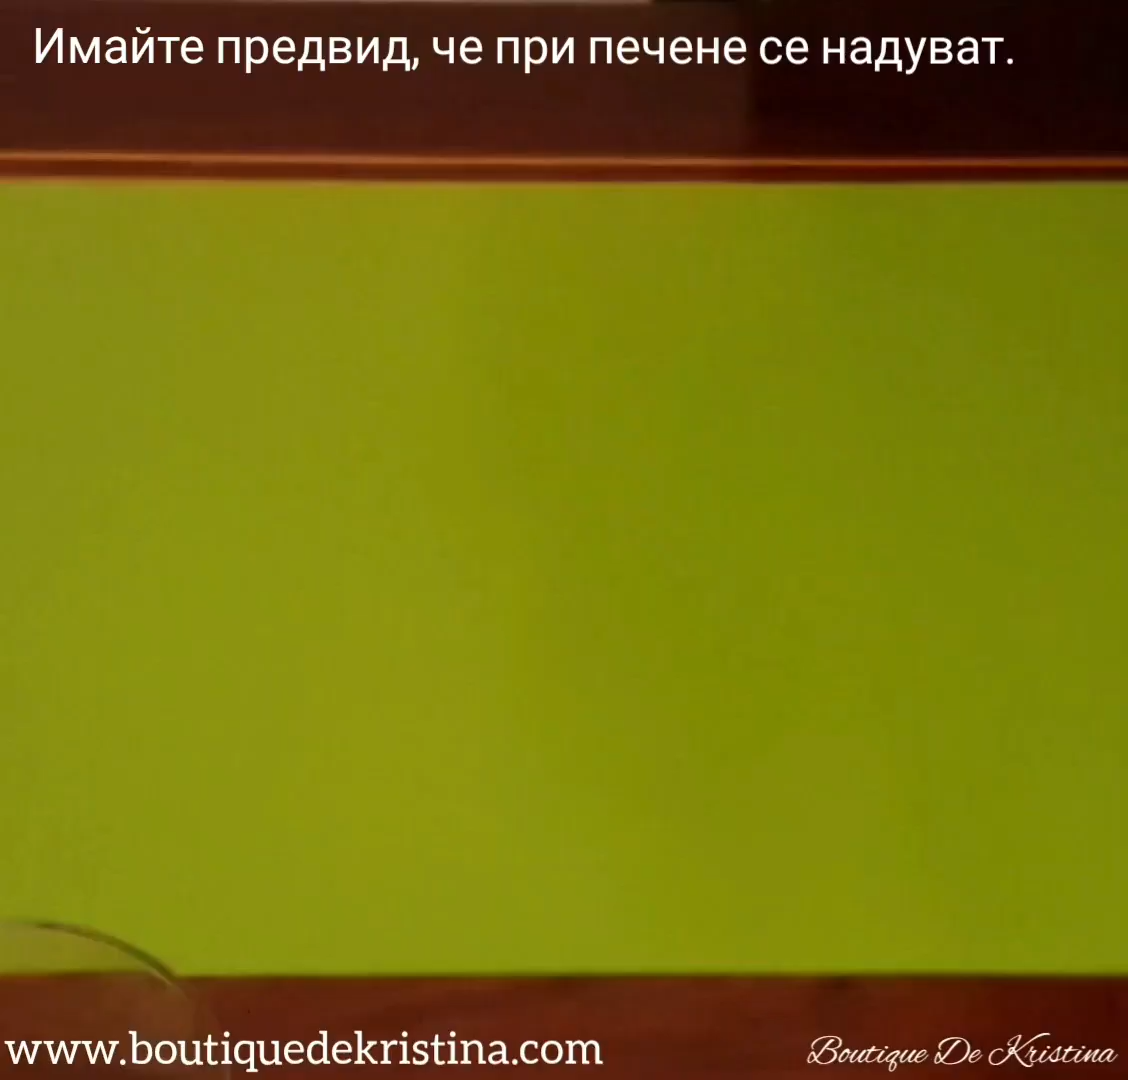 Имайте предвид, че при печене се надуват.
www.boutiquedekristina.com
Boutique De Kristina